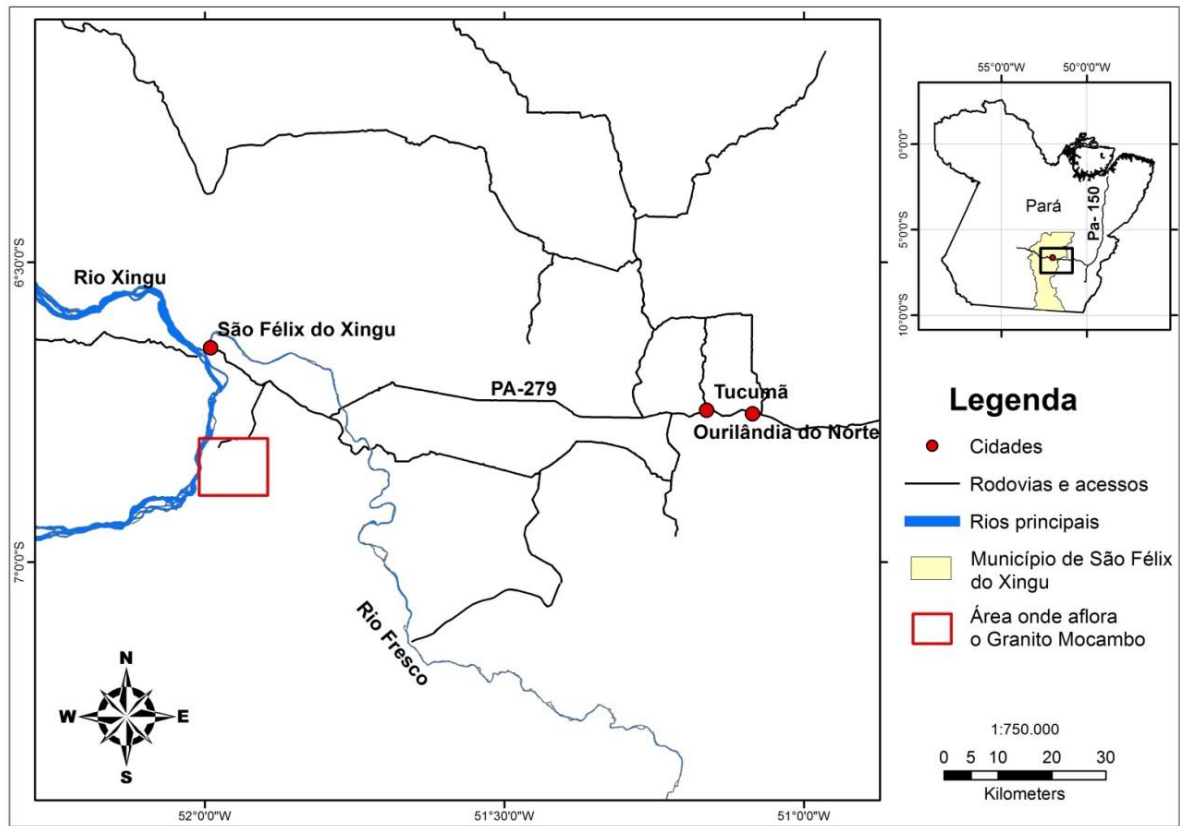 Rio Xingu
São Félix do Xingu
PA-279
Tucumã
Ourilândia do Norte
Rio Fresco
N
W
E
S
6°30'0"S
7°0'0"S
52°0'0"W
51°30'0"W
51°0'0"W
55°0'0"W
50°0'0"W
0°0'0"
5°0'0"S
10°0'0"S
Pará
Pa- 150
Legenda
Cidades
Rodovias e acessos
Rios principais
Município de São Félix
do Xingu
Área onde aflora
o Granito Mocambo
1:750.000
0 5 10 20 30
Kilometers